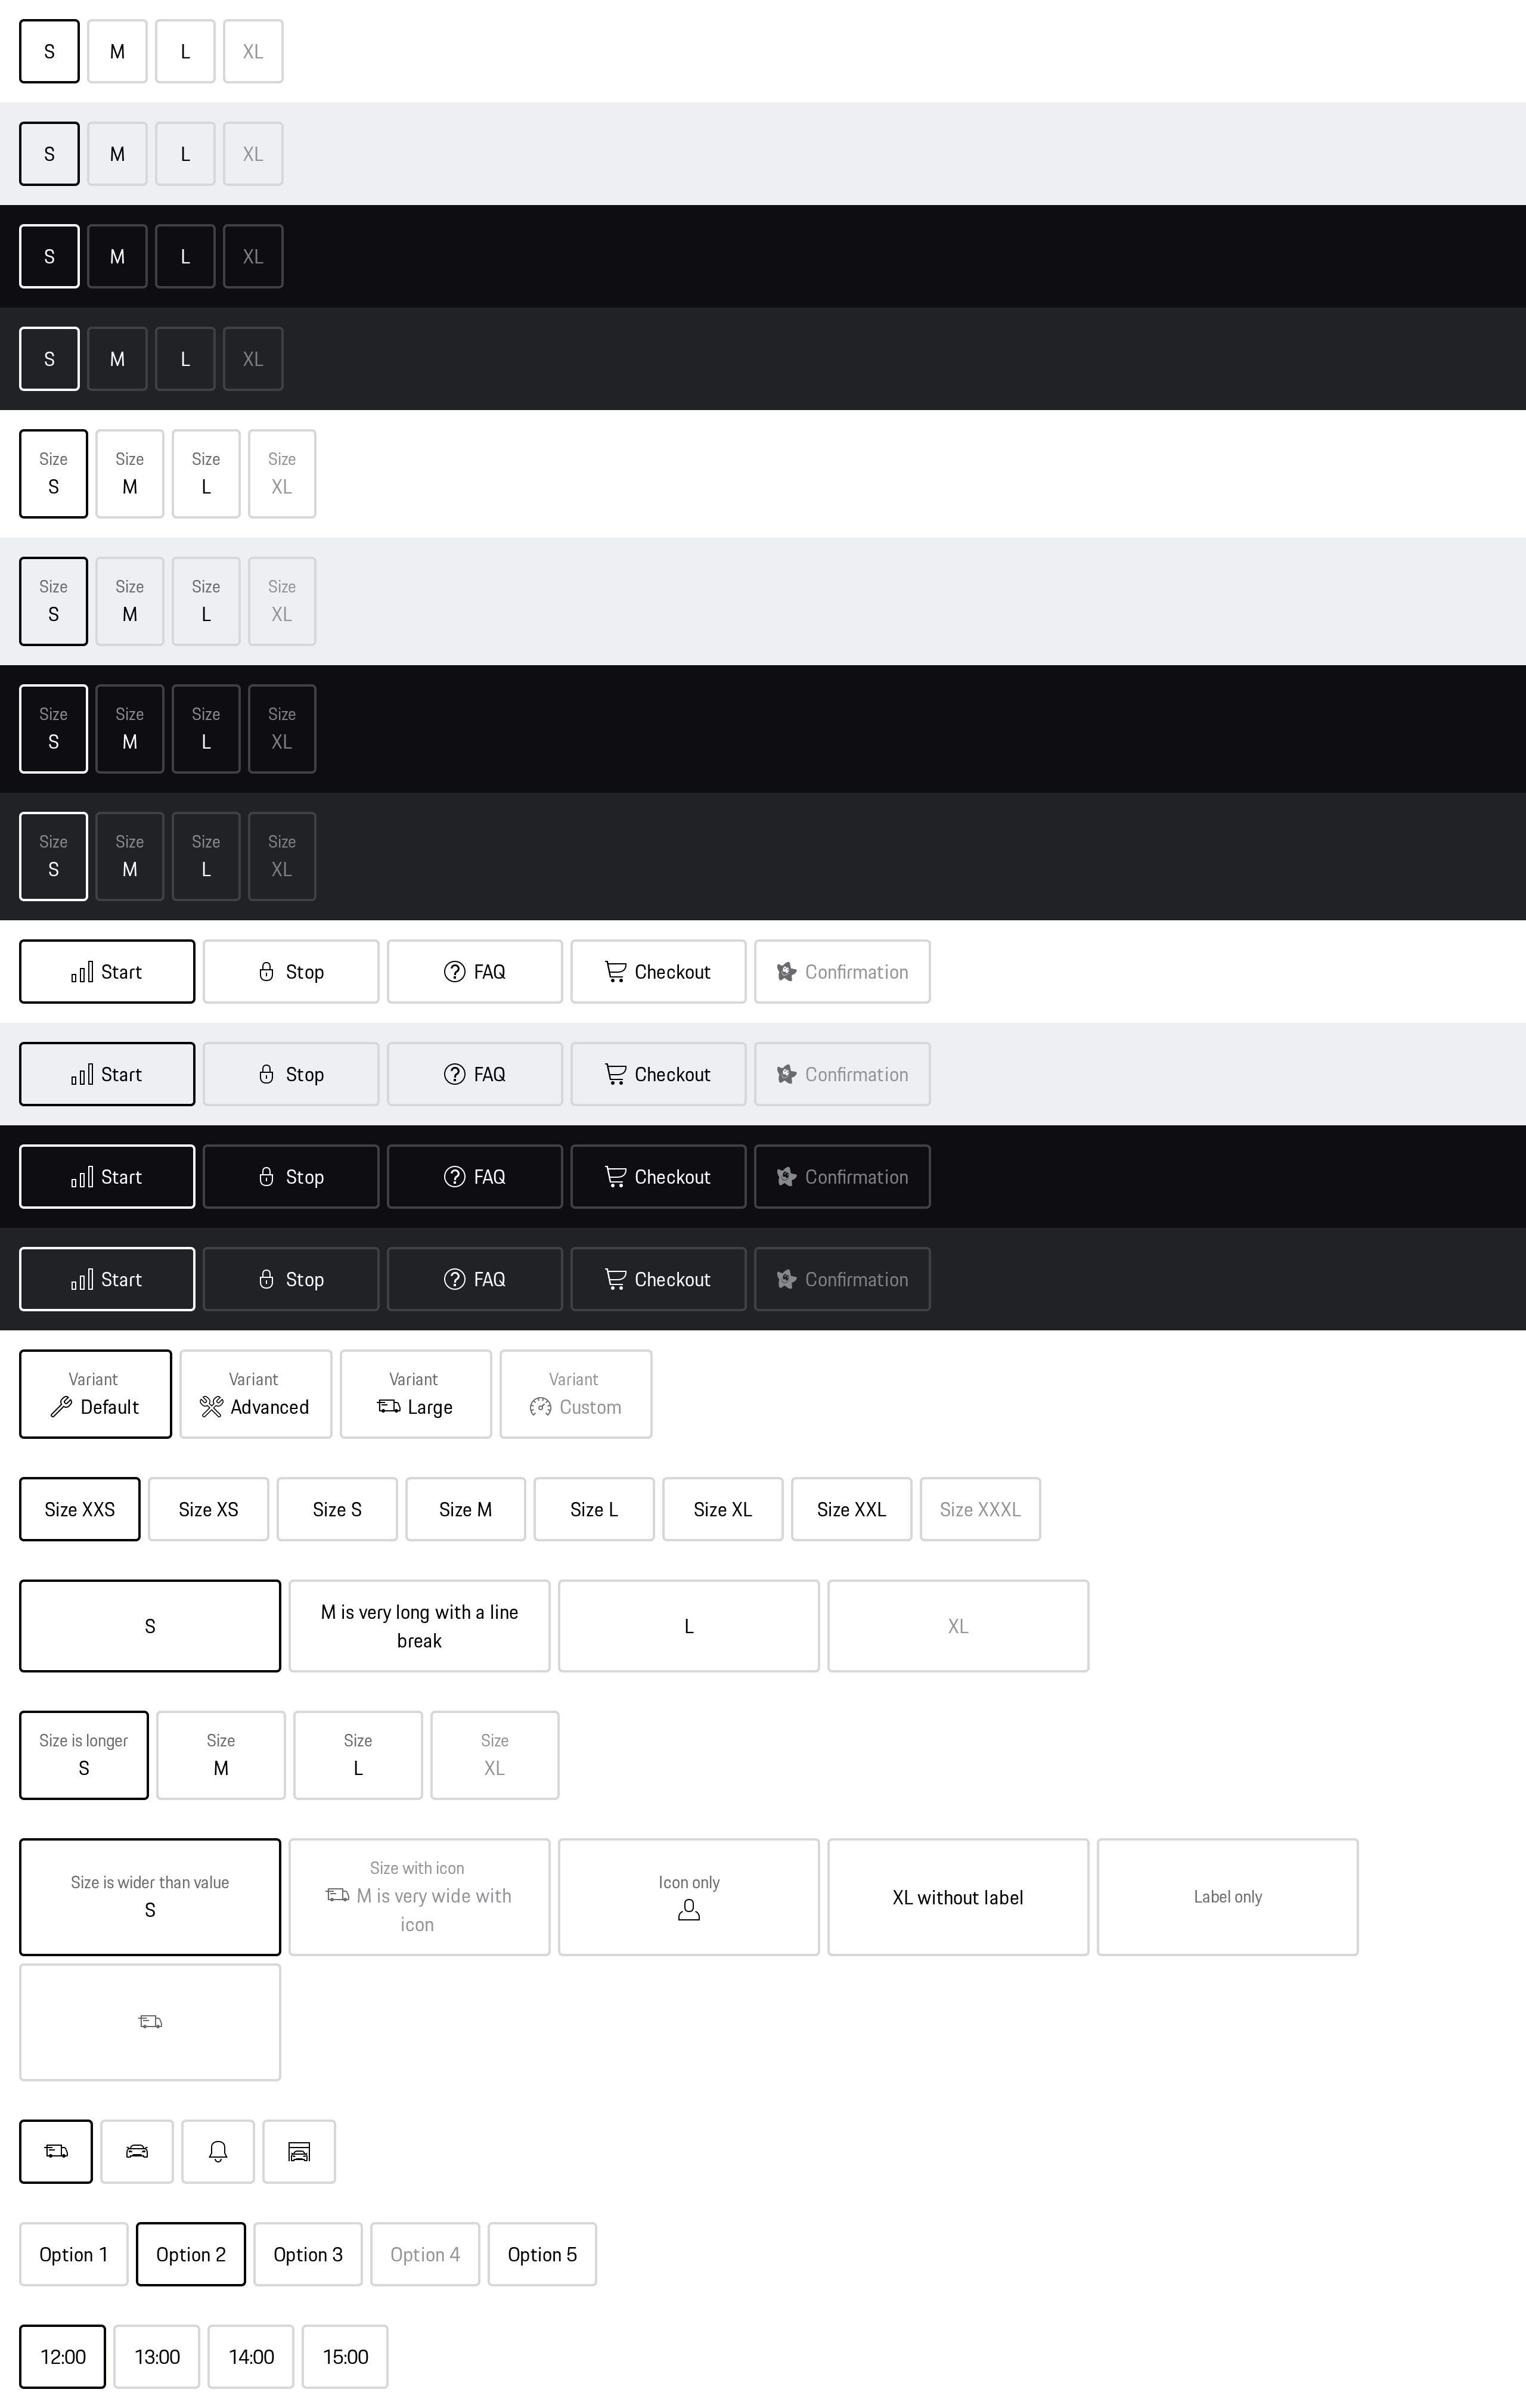 S M L XL
S M L XL
S M L XL
S M L XL
Size Size Size Size
S M L XL
Size Size Size Size
S M L XL
Size Size Size Size
S M L XL
Size Size Size Size
S M L XL
Start Stop FAQ Checkout Confirmation
Start Stop FAQ Checkout Confirmation
Start Stop FAQ Checkout Confirmation
Start Stop FAQ Checkout Confirmation
Variant Variant Variant Variant
Default Advanced Large Custom
Size XXS Size XS Size S Size M Size L Size XL Size XXL Size XXXL
S
M is very long with a line
break
L
XL
Size is longer Size Size Size
S M L XL
Size is wider than value
S
Size with icon
M is very wide with
icon
Icon only
XL without label
Label only
Option 1 Option 2 Option 3 Option 4 Option 5
12:00 13:00 14:00 15:00